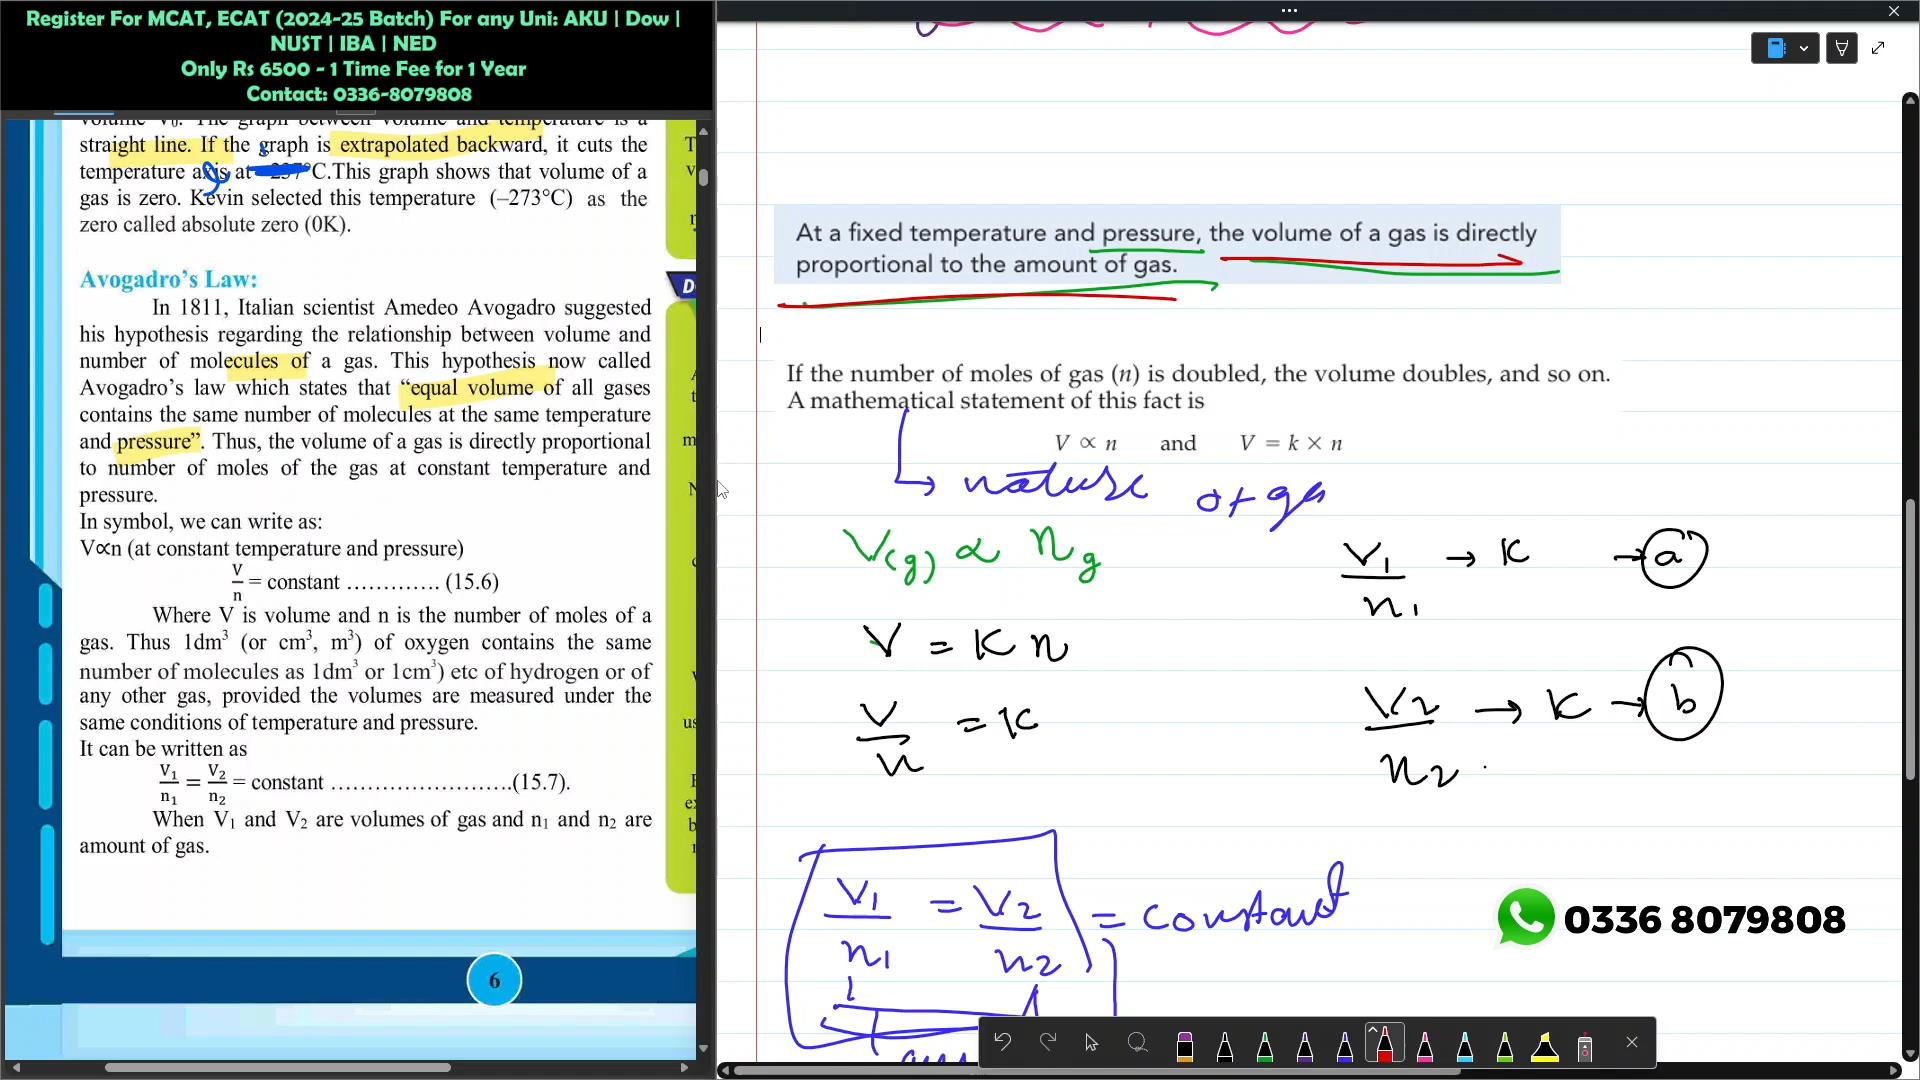 Register For MCAT, ECAT (2024-25 Batch) For any Uni: AKU | Dow |
NUST | IBA | NED
Only Rs 6500 - 1 Time Fee for 1 Year
Contact: 0336-8079808
volume V₀. The graph between volume and temperature is a
straight line. If the graph is extrapolated backward, it cuts the
temperature axis at °C.This graph shows that volume of a
gas is zero. Kevin selected this temperature (–273°C) as the
zero called absolute zero (0K).
Avogadro's Law:
In 1811, Italian scientist Amedeo Avogadro suggested
his hypothesis regarding the relationship between volume and
number of molecules of a gas. This hypothesis now called
Avogadro's law which states that “equal volume of all gases
contains the same number of molecules at the same temperature
and pressure”. Thus, the volume of a gas is directly proportional
to number of moles of the gas at constant temperature and
pressure.
In symbol, we can write as:
V∝n (at constant temperature and pressure)
V/n = constant …………. (15.6)
Where V is volume and n is the number of moles of a
gas. Thus 1dm³ (or cm³, m³) of oxygen contains the same
number of molecules as 1dm³ or 1cm³) etc of hydrogen or of
any other gas, provided the volumes are measured under the
same conditions of temperature and pressure.
It can be written as
V₁/n₁ = V₂/n₂ = constant …………………….(15.7).
When V₁ and V₂ are volumes of gas and n₁ and n₂ are
amount of gas.
6
At a fixed temperature and pressure, the volume of a gas is directly
proportional to the amount of gas.
If the number of moles of gas (n) is doubled, the volume doubles, and so on.
A mathematical statement of this fact is
V ∝ n and V = k × n
nature of gas
V(g) ∝ ng
V = K n
V/n = K
V₁/n₁ → K → a
V₂/n₂ → K → b
V₁/n₁ = V₂/n₂ = constant
0336 8079808